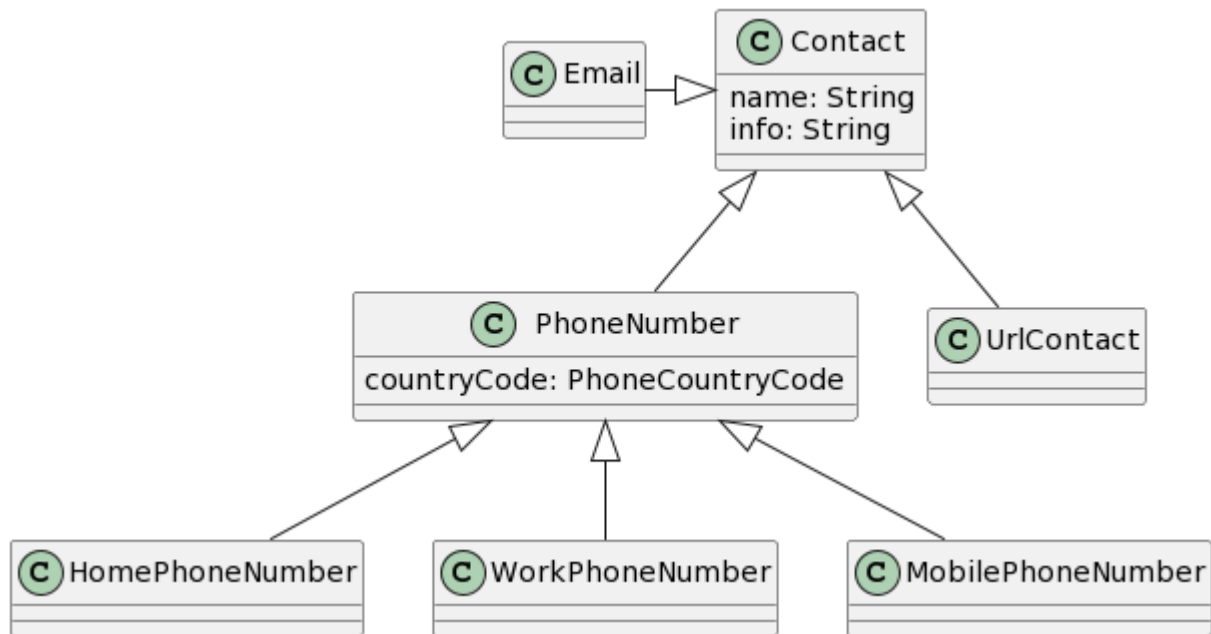 C Contact
C Email
name: String
info: String
C PhoneNumber
countryCode: PhoneCountryCode
C UrlContact
C HomePhoneNumber
C WorkPhoneNumber
C MobilePhoneNumber